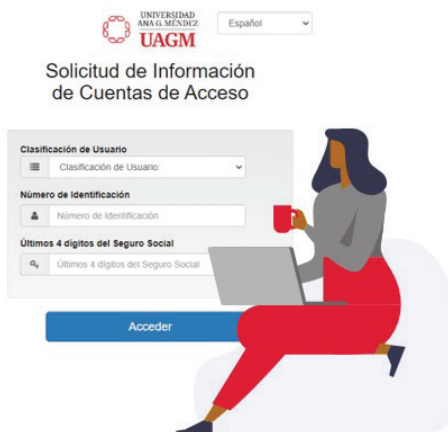 UNIVERSIDAD
ANA G. MÉNDEZ
UAGM
Español
Solicitud de Información
de Cuentas de Acceso
Clasificación de Usuario
Clasificación de Usuario:
Número de Identificación
Número de Identificación
Últimos 4 dígitos del Seguro Social
Últimos 4 dígitos del Seguro Social
Acceder